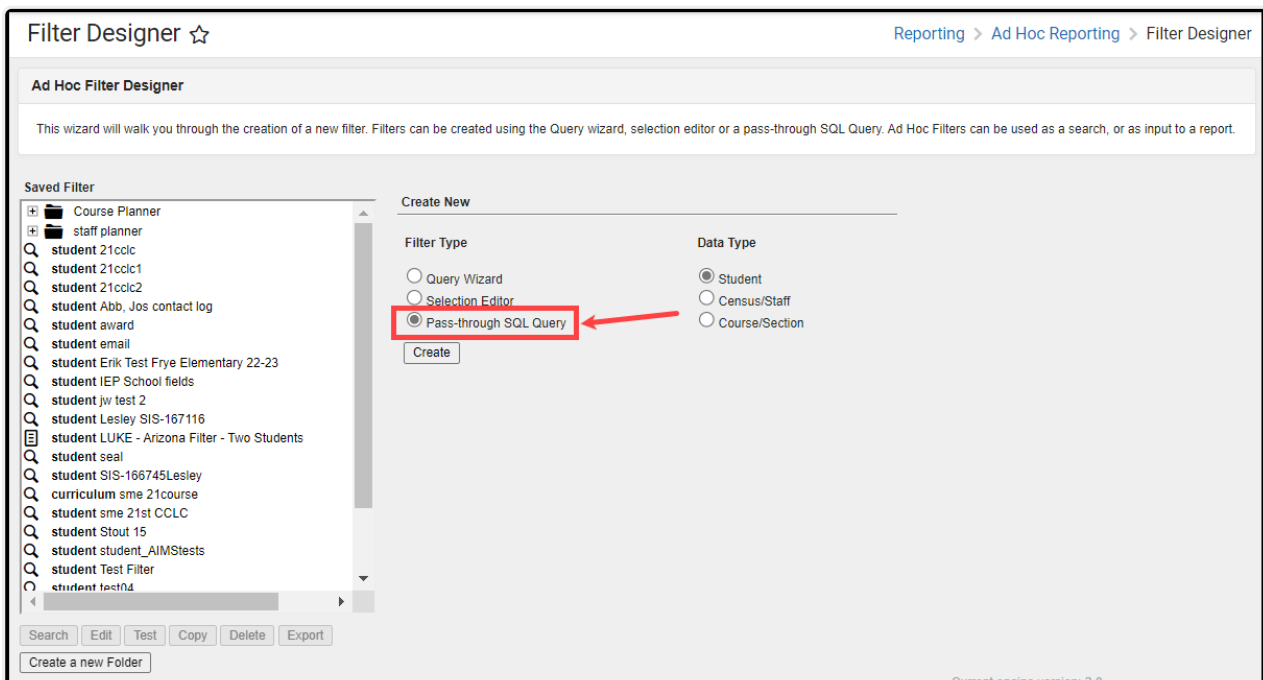 Filter Designer
Reporting > Ad Hoc Reporting > Filter Designer
Ad Hoc Filter Designer
This wizard will walk you through the creation of a new filter. Filters can be created using the Query wizard, selection editor or a pass-through SQL Query. Ad Hoc Filters can be used as a search, or as input to a report.
Saved Filter
Course Planner
staff planner
student 21cclc
student 21cclc1
student 21cclc2
student Abb, Jos contact log
student award
student email
student Erik Test Frye Elementary 22-23
student IEP School fields
student jw test 2
student Lesley SIS-167116
student LUKE - Arizona Filter - Two Students
student seal
student SIS-166745Lesley
curriculum sme 21course
student sme 21st CCLC
student Stout 15
student student_AIMStests
student Test Filter
student test04
Search Edit Test Copy Delete Export
Create a new Folder
Create New
Filter Type
Query Wizard
Selection Editor
Pass-through SQL Query
Create
Data Type
Student
Census/Staff
Course/Section